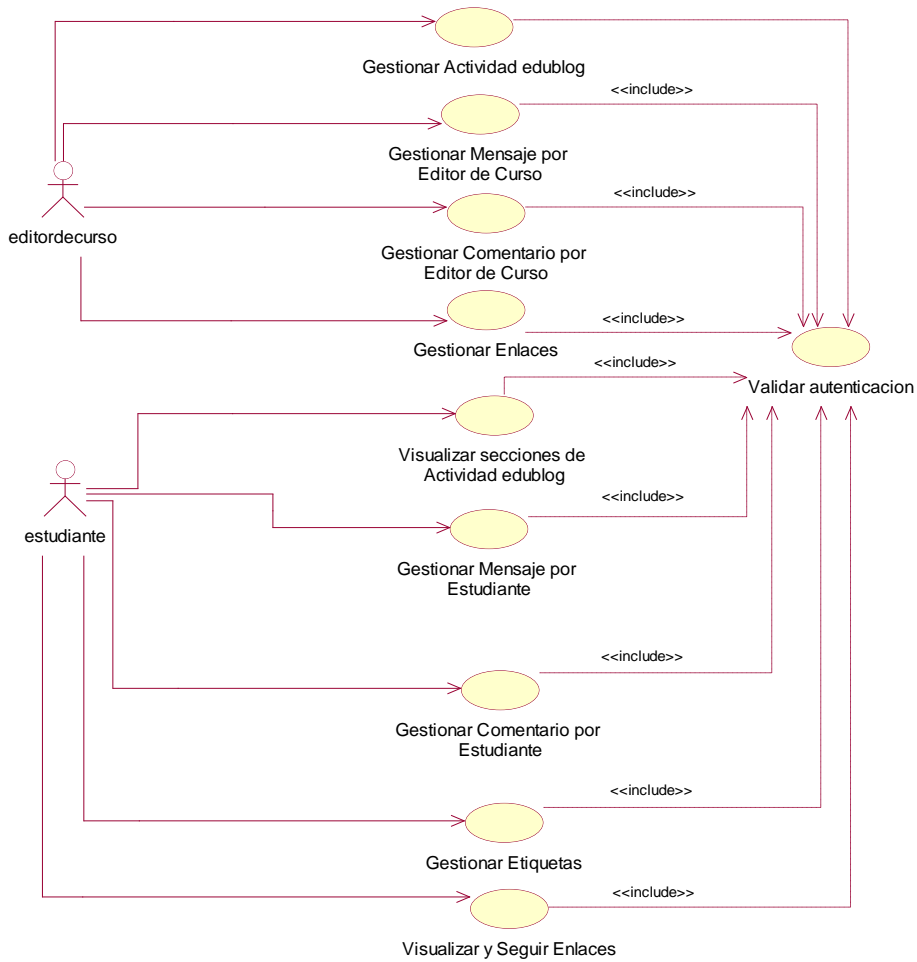 Gestionar Actividad edublog
<<include>>
Gestionar Mensaje por
Editor de Curso
<<include>>
editordecurso
Gestionar Comentario por
Editor de Curso
<<include>>
Gestionar Enlaces
<<include>>
Validar autenticacion
Visualizar secciones de
Actividad edublog
<<include>>
estudiante
Gestionar Mensaje por
Estudiante
<<include>>
Gestionar Comentario por
Estudiante
<<include>>
Gestionar Etiquetas
<<include>>
Visualizar y Seguir Enlaces